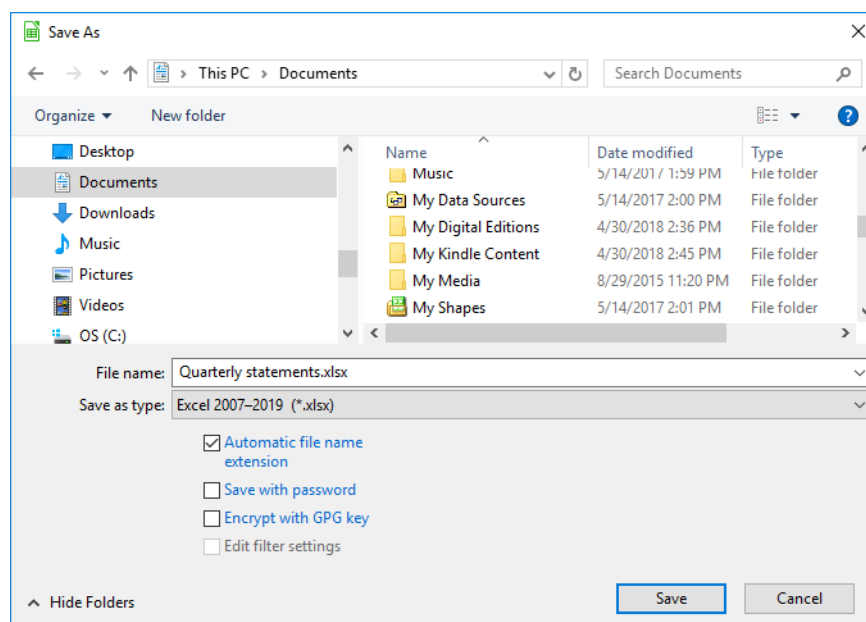 Save As
This PC > Documents
Search Documents
Organize
New folder
Desktop
Documents
Downloads
Music
Pictures
Videos
OS (C:)
Name Date modified Type
Music 5/14/2017 1:59 PM File folder
My Data Sources 5/14/2017 2:00 PM File folder
My Digital Editions 4/30/2018 2:36 PM File folder
My Kindle Content 4/30/2018 2:45 PM File folder
My Media 8/29/2015 11:20 PM File folder
My Shapes 5/14/2017 2:01 PM File folder
File name: Quarterly statements.xlsx
Save as type: Excel 2007–2019 (*.xlsx)
Automatic file name
extension
Save with password
Encrypt with GPG key
Edit filter settings
Hide Folders
Save
Cancel